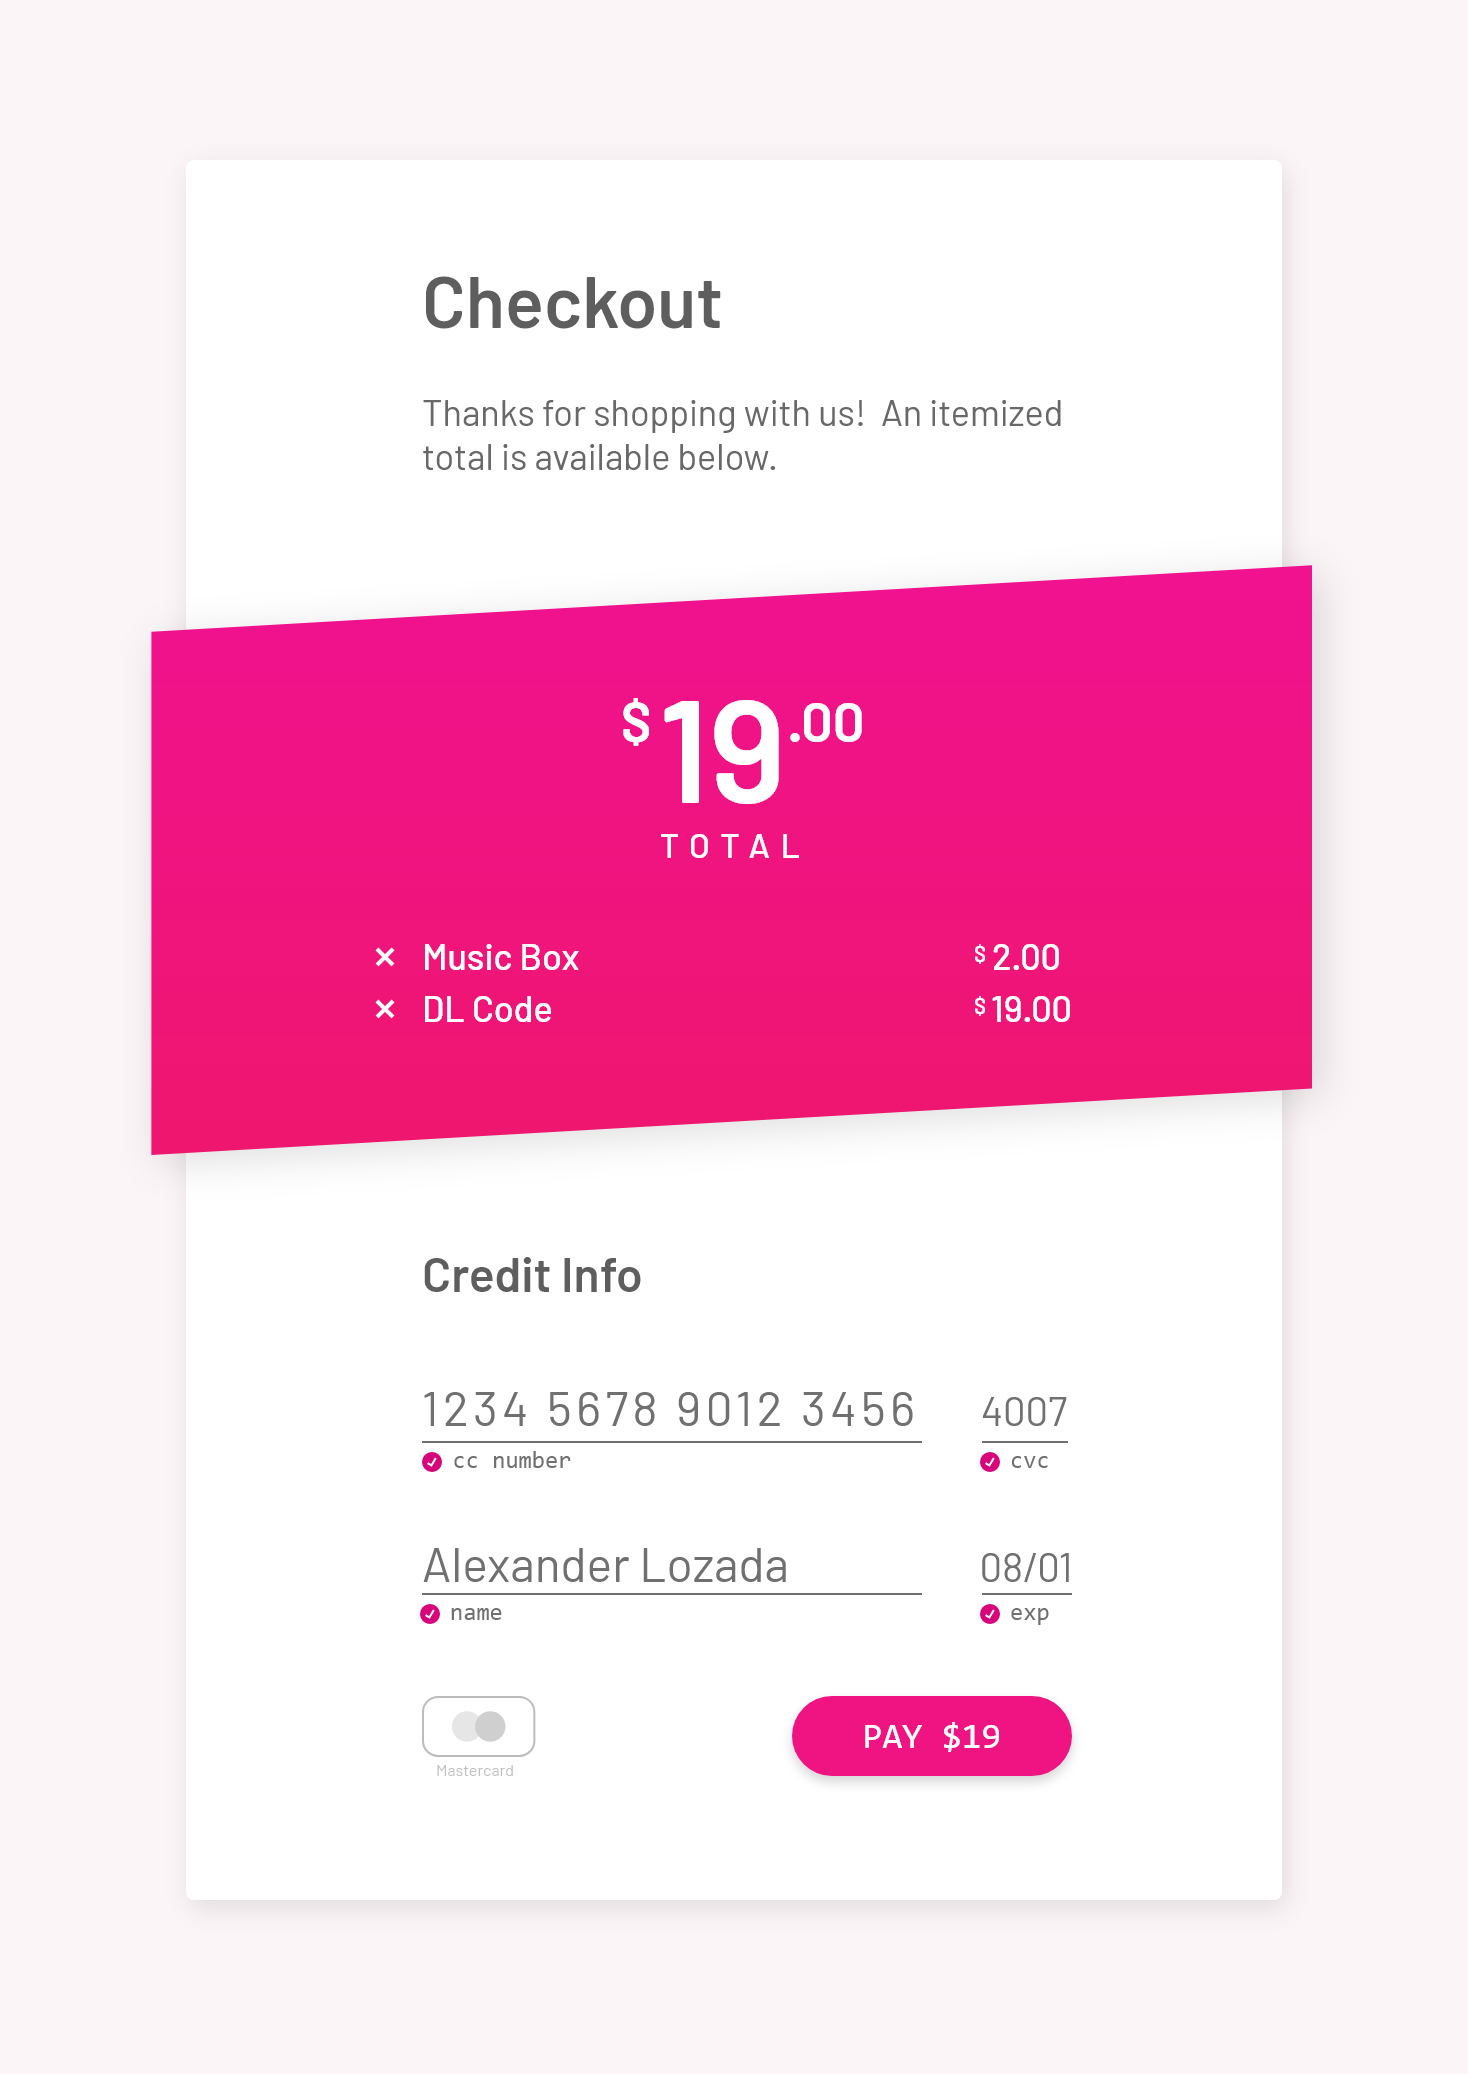 Checkout
Thanks for shopping with us!  An itemized
total is available below.
$19.00
TOTAL
× Music Box $2.00
× DL Code $19.00
Credit Info
1234 5678 9012 3456 4007
cc number cvc
Alexander Lozada 08/01
name exp
PAY $19
Mastercard